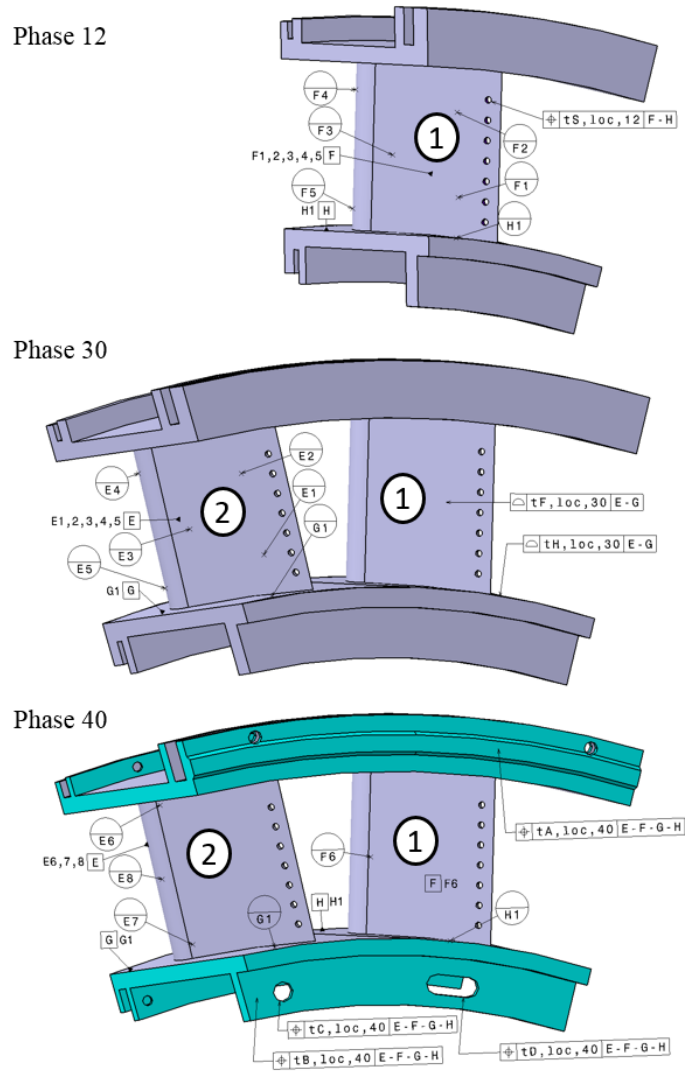 Phase 12
F4
F3
F2
1
⌖ tS,loc,12 F-H
F1,2,3,4,5 F
F5
F1
H1 H
H1
Phase 30
E4
E2
E1
2
1
⌓ tF,loc,30 E-G
E1,2,3,4,5 E
G1
E3
E5
⌓ tH,loc,30 E-G
G1 G
Phase 40
⌖ tA,loc,40 E-F-G-H
E6
2
1
F6
E6,7,8 E
E8
F F6
E7
G1
H H1
H1
G G1
⌖ tC,loc,40 E-F-G-H
⌖ tB,loc,40 E-F-G-H
⌖ tD,loc,40 E-F-G-H